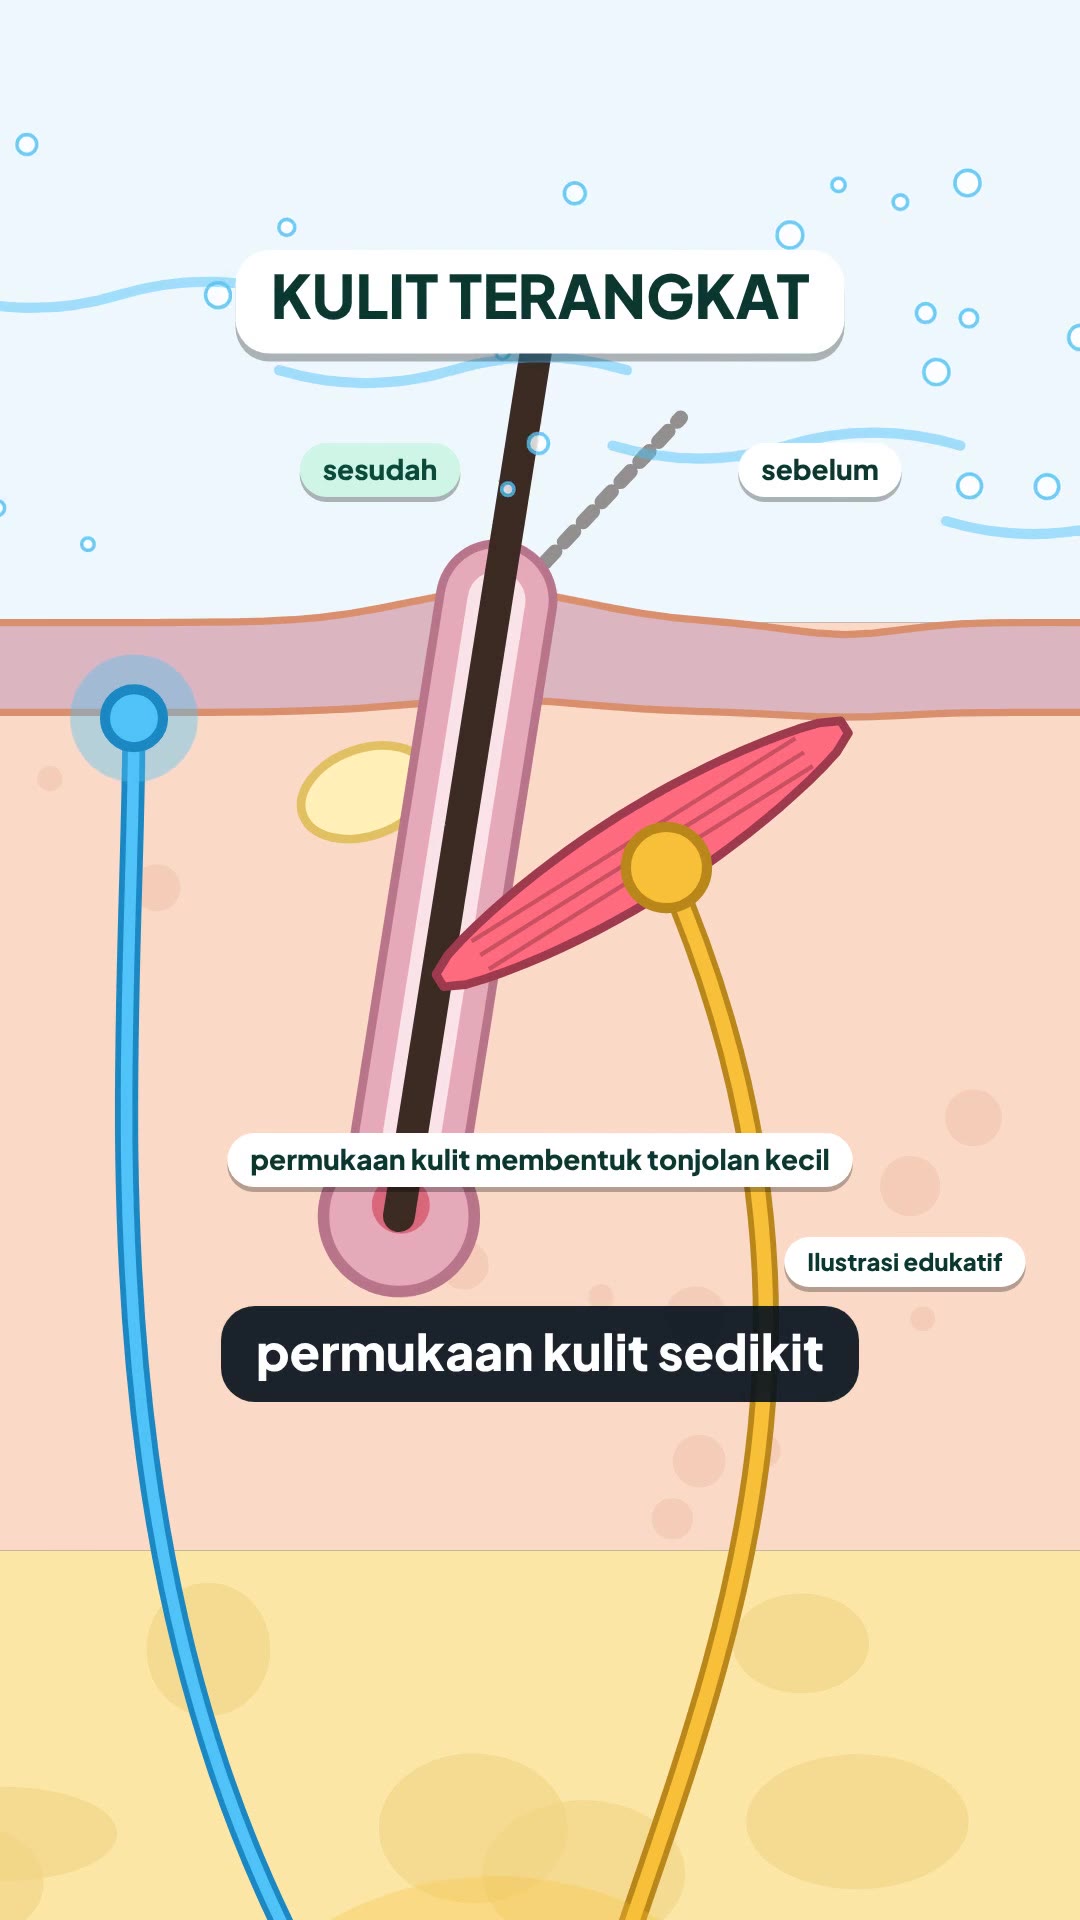 KULIT TERANGKAT
sesudah
sebelum
permukaan kulit membentuk tonjolan kecil
Ilustrasi edukatif
permukaan kulit sedikit